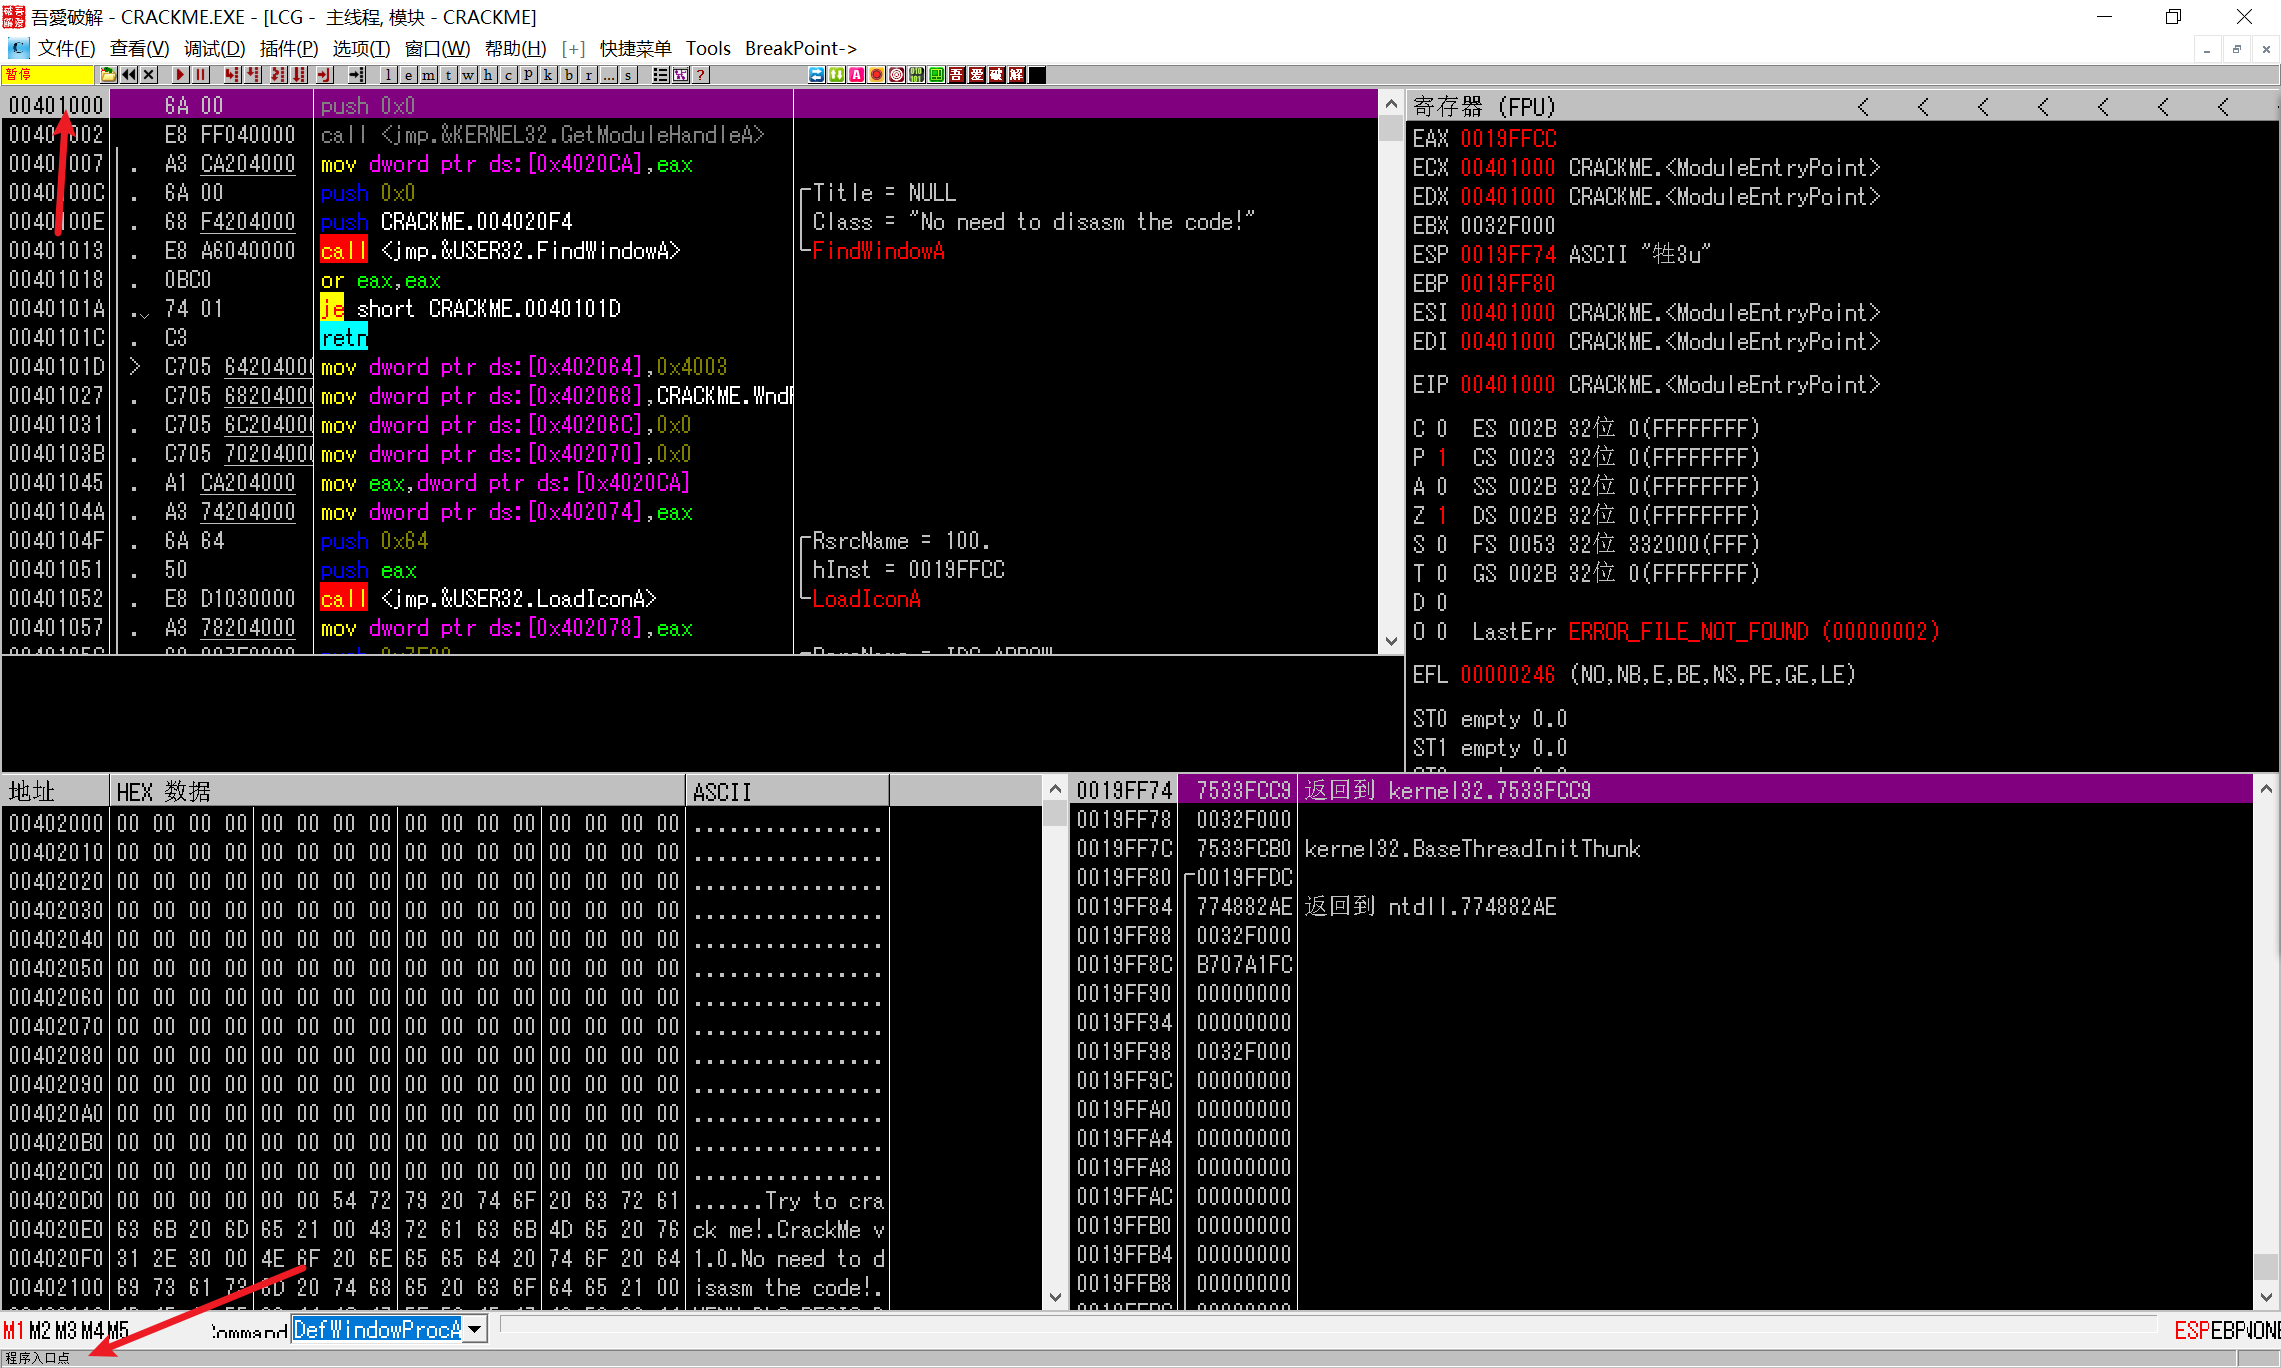 吾愛破解 - CRACKME.EXE - [LCG -  主线程, 模块 - CRACKME]
文件(F) 查看(V) 调试(D) 插件(P) 选项(T) 窗口(W) 帮助(H) [+] 快捷菜单 Tools BreakPoint->
暂停 l e m t w h c p k b r ... s ? 吾 爱 破 解
00401000 6A 00 push 0x0
00401002 E8 FF040000 call <jmp.&KERNEL32.GetModuleHandleA>
00401007 . A3 CA204000 mov dword ptr ds:[0x4020CA],eax
0040100C . 6A 00 push 0x0 Title = NULL
0040100E . 68 F4204000 push CRACKME.004020F4 Class = "No need to disasm the code!"
00401013 . E8 A6040000 call <jmp.&USER32.FindWindowA> FindWindowA
00401018 . 0BC0 or eax,eax
0040101A . 74 01 je short CRACKME.0040101D
0040101C . C3 retn
0040101D > C705 64204000 mov dword ptr ds:[0x402064],0x4003
00401027 . C705 68204000 mov dword ptr ds:[0x402068],CRACKME.WndP
00401031 . C705 6C204000 mov dword ptr ds:[0x40206C],0x0
0040103B . C705 70204000 mov dword ptr ds:[0x402070],0x0
00401045 . A1 CA204000 mov eax,dword ptr ds:[0x4020CA]
0040104A . A3 74204000 mov dword ptr ds:[0x402074],eax
0040104F . 6A 64 push 0x64 RsrcName = 100.
00401051 . 50 push eax hInst = 0019FFCC
00401052 . E8 D1030000 call <jmp.&USER32.LoadIconA> LoadIconA
00401057 . A3 78204000 mov dword ptr ds:[0x402078],eax
寄存器 (FPU) < < < < < < <
EAX 0019FFCC
ECX 00401000 CRACKME.<ModuleEntryPoint>
EDX 00401000 CRACKME.<ModuleEntryPoint>
EBX 0032F000
ESP 0019FF74 ASCII "牲3u"
EBP 0019FF80
ESI 00401000 CRACKME.<ModuleEntryPoint>
EDI 00401000 CRACKME.<ModuleEntryPoint>
EIP 00401000 CRACKME.<ModuleEntryPoint>
C 0 ES 002B 32位 0(FFFFFFFF)
P 1 CS 0023 32位 0(FFFFFFFF)
A 0 SS 002B 32位 0(FFFFFFFF)
Z 1 DS 002B 32位 0(FFFFFFFF)
S 0 FS 0053 32位 332000(FFF)
T 0 GS 002B 32位 0(FFFFFFFF)
D 0
O 0 LastErr ERROR_FILE_NOT_FOUND (00000002)
EFL 00000246 (NO,NB,E,BE,NS,PE,GE,LE)
ST0 empty 0.0
ST1 empty 0.0
地址 HEX 数据 ASCII
00402000 00 00 00 00 00 00 00 00 00 00 00 00 00 00 00 00 ................
00402010 00 00 00 00 00 00 00 00 00 00 00 00 00 00 00 00 ................
00402020 00 00 00 00 00 00 00 00 00 00 00 00 00 00 00 00 ................
00402030 00 00 00 00 00 00 00 00 00 00 00 00 00 00 00 00 ................
00402040 00 00 00 00 00 00 00 00 00 00 00 00 00 00 00 00 ................
00402050 00 00 00 00 00 00 00 00 00 00 00 00 00 00 00 00 ................
00402060 00 00 00 00 00 00 00 00 00 00 00 00 00 00 00 00 ................
00402070 00 00 00 00 00 00 00 00 00 00 00 00 00 00 00 00 ................
00402080 00 00 00 00 00 00 00 00 00 00 00 00 00 00 00 00 ................
00402090 00 00 00 00 00 00 00 00 00 00 00 00 00 00 00 00 ................
004020A0 00 00 00 00 00 00 00 00 00 00 00 00 00 00 00 00 ................
004020B0 00 00 00 00 00 00 00 00 00 00 00 00 00 00 00 00 ................
004020C0 00 00 00 00 00 00 00 00 00 00 00 00 00 00 00 00 ................
004020D0 00 00 00 00 00 00 54 72 79 20 74 6F 20 63 72 61 ......Try to cra
004020E0 63 6B 20 6D 65 21 00 43 72 61 63 6B 4D 65 20 76 ck me!.CrackMe v
004020F0 31 2E 30 00 4E 6F 20 6E 65 65 64 20 74 6F 20 64 1.0.No need to d
00402100 69 73 61 73 6D 20 74 68 65 20 63 6F 64 65 21 00 isasm the code!.
0019FF74 7533FCC9 返回到 kernel32.7533FCC9
0019FF78 0032F000
0019FF7C 7533FCB0 kernel32.BaseThreadInitThunk
0019FF80 0019FFDC
0019FF84 774882AE 返回到 ntdll.774882AE
0019FF88 0032F000
0019FF8C B707A1FC
0019FF90 00000000
0019FF94 00000000
0019FF98 0032F000
0019FF9C 00000000
0019FFA0 00000000
0019FFA4 00000000
0019FFA8 00000000
0019FFAC 00000000
0019FFB0 00000000
0019FFB4 00000000
0019FFB8 00000000
M1 M2 M3 M4 M5 Command DefWindowProcA ESP EBP NONE
程序入口点